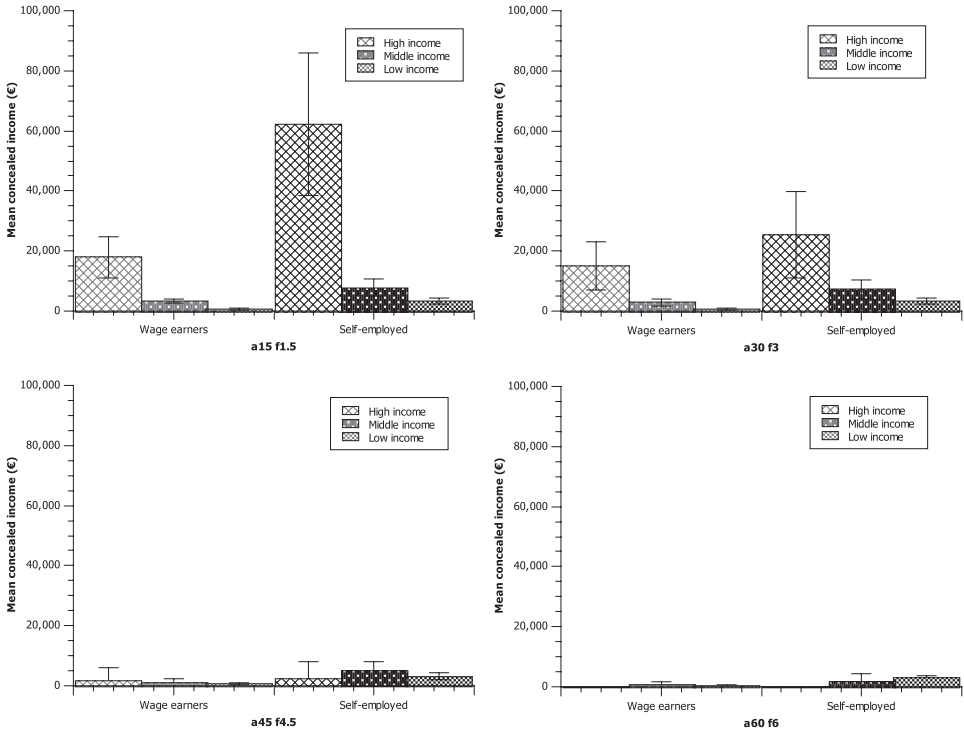 100,000
80,000
60,000
40,000
20,000
0
Mean concealed income (€)
High income
Middle income
Low income
Wage earners
Self-employed
a15 f1.5
100,000
80,000
60,000
40,000
20,000
0
Mean concealed income (€)
High income
Middle income
Low income
Wage earners
Self-employed
a30 f3
100,000
80,000
60,000
40,000
20,000
0
Mean concealed income (€)
High income
Middle income
Low income
Wage earners
Self-employed
a45 f4.5
100,000
80,000
60,000
40,000
20,000
0
Mean concealed income (€)
High income
Middle income
Low income
Wage earners
Self-employed
a60 f6